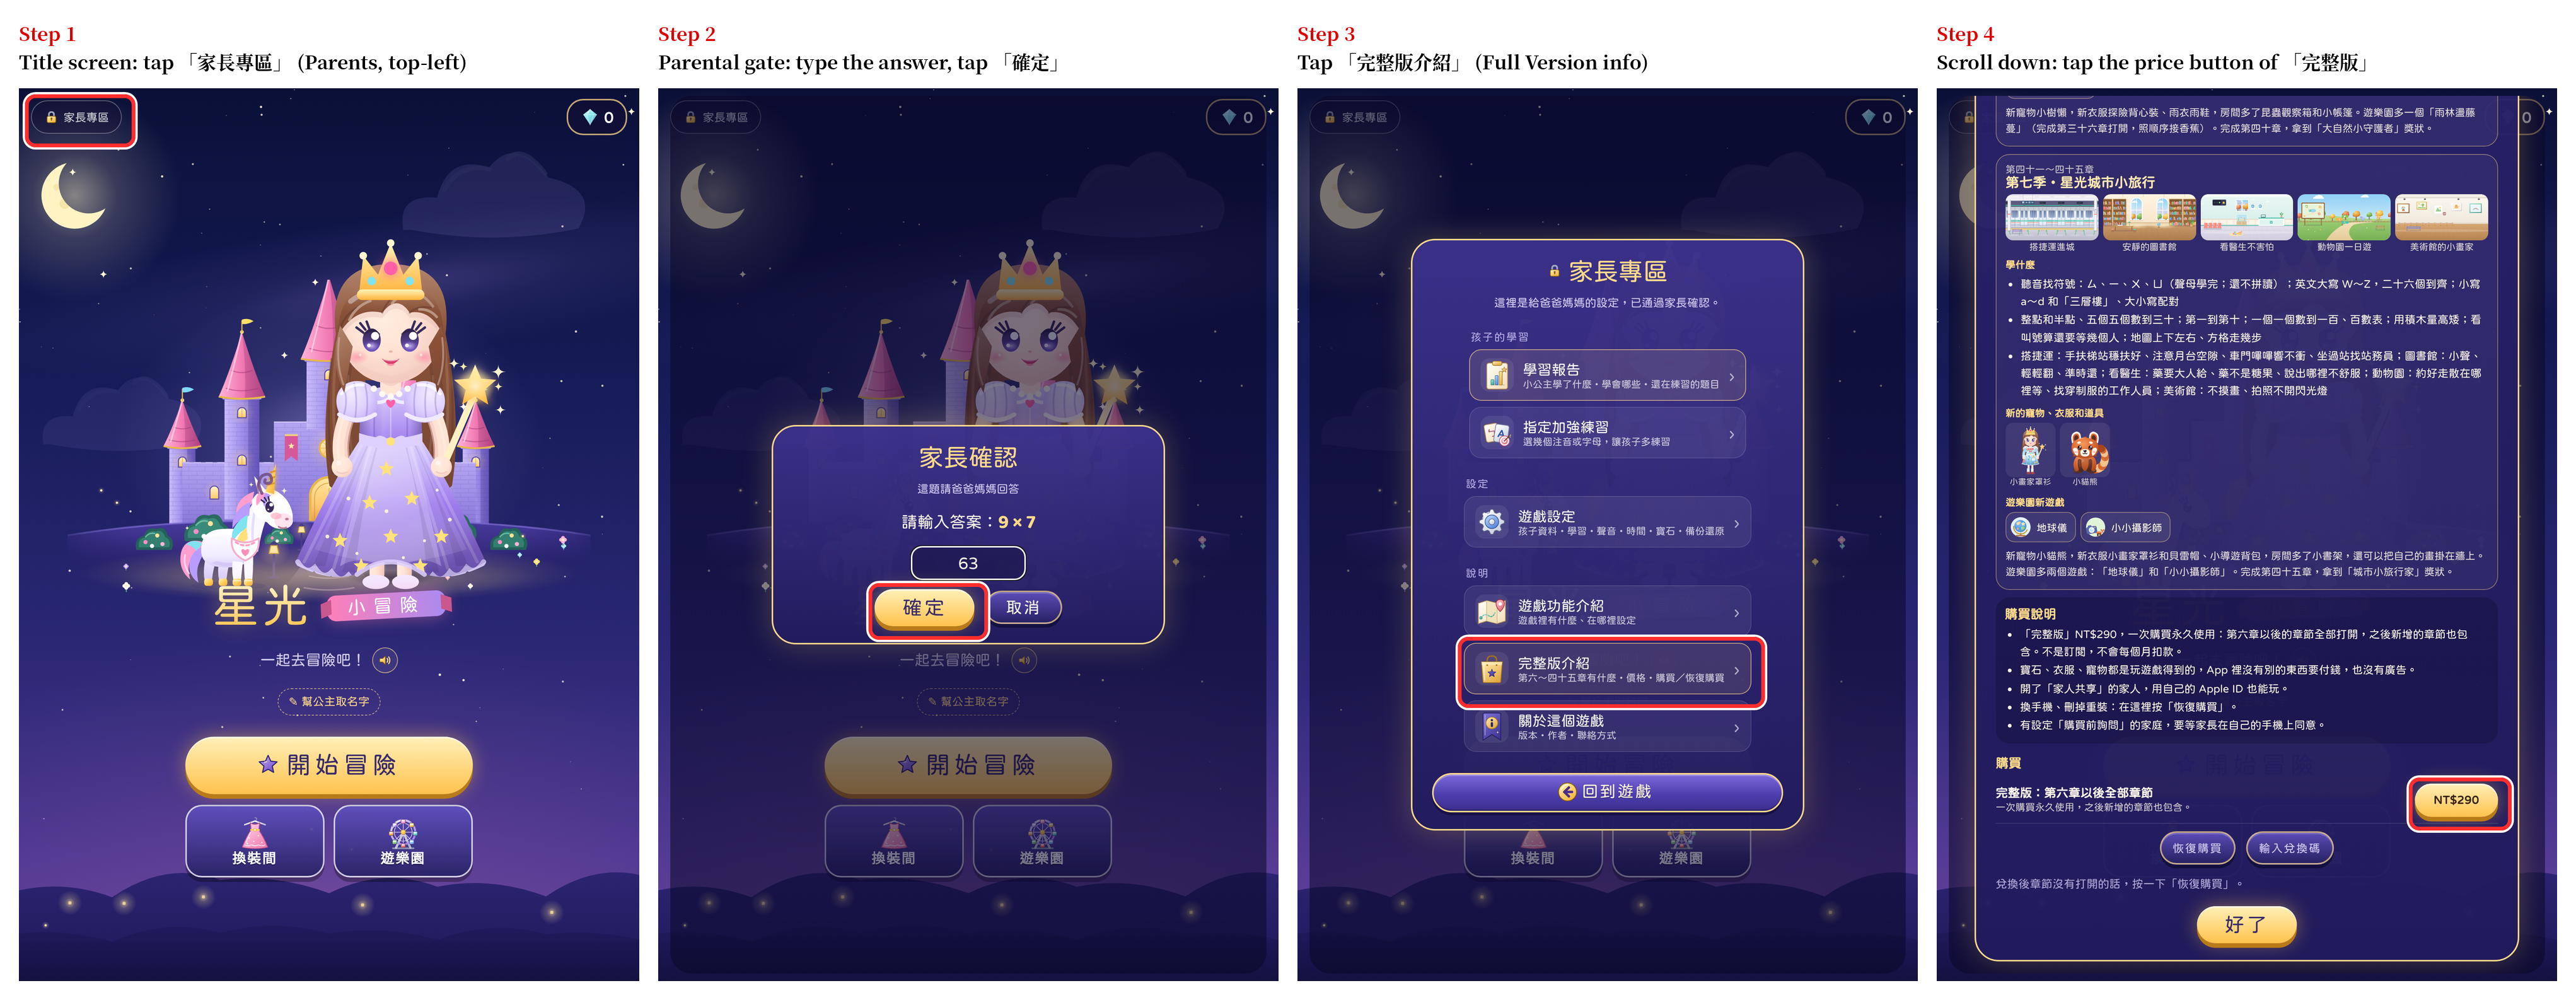 Step 1
Title screen: tap 「家長專區」 (Parents, top-left)
家長專區
0
星光
小冒險
一起去冒險吧！
✎ 幫公主取名字
開始冒險
換裝間
遊樂園
Step 2
Parental gate: type the answer, tap 「確定」
家長專區
0
家長確認
這題請爸爸媽媽回答
請輸入答案：9 × 7
63
確定
取消
一起去冒險吧！
✎ 幫公主取名字
開始冒險
換裝間
遊樂園
Step 3
Tap 「完整版介紹」 (Full Version info)
家長專區
0
家長專區
這裡是給爸爸媽媽的設定，已通過家長確認。
孩子的學習
學習報告
小公主學了什麼・學會哪些・還在練習的題目
指定加強練習
選幾個注音或字母，讓孩子多練習
設定
遊戲設定
孩子資料・學習・聲音・時間・寶石・備份還原
說明
遊戲功能介紹
遊戲裡有什麼、在哪裡設定
完整版介紹
第六～四十五章有什麼・價格・購買／恢復購買
關於這個遊戲
版本・作者・聯絡方式
回到遊戲
換裝間
遊樂園
Step 4
Scroll down: tap the price button of 「完整版」
0
新寵物小樹懶，新衣服探險背心裝、雨衣雨鞋，房間多了昆蟲觀察箱和小帳篷。遊樂園多一個「雨林盪藤
蔓」（完成第三十六章打開，照順序接香蕉）。完成第四十章，拿到「大自然小守護者」獎狀。
第四十一～四十五章
第七季・星光城市小旅行
搭捷運進城
安靜的圖書館
看醫生不害怕
動物園一日遊
美術館的小畫家
學什麼
• 聽音找符號：ㄙ、ㄧ、ㄨ、ㄩ（聲母學完；還不拼讀）；英文大寫 W～Z，二十六個到齊；小寫
a～d 和「三層樓」、大小寫配對
• 整點和半點、五個五個數到三十；第一到第十；一個一個數到一百、百數表；用積木量高矮；看
叫號算還要等幾個人；地圖上下左右、方格走幾步
• 搭捷運：手扶梯站穩扶好、注意月台空隙、車門嗶嗶響不衝、坐過站找站務員；圖書館：小聲、
輕輕翻、準時還；看醫生：藥要大人給、藥不是糖果、說出哪裡不舒服；動物園：約好走散在哪
裡等、找穿制服的工作人員；美術館：不摸畫、拍照不開閃光燈
新的寵物、衣服和道具
小畫家罩衫
小貓熊
遊樂園新遊戲
地球儀
小小攝影師
新寵物小貓熊，新衣服小畫家罩衫和貝雷帽、小導遊背包，房間多了小書架，還可以把自己的畫掛在牆上。
遊樂園多兩個遊戲：「地球儀」和「小小攝影師」。完成第四十五章，拿到「城市小旅行家」獎狀。
購買說明
• 「完整版」NT$290，一次購買永久使用：第六章以後的章節全部打開，之後新增的章節也包
含。不是訂閱，不會每個月扣款。
• 寶石、衣服、寵物都是玩遊戲得到的，App 裡沒有別的東西要付錢，也沒有廣告。
• 開了「家人共享」的家人，用自己的 Apple ID 也能玩。
• 換手機、刪掉重裝：在這裡按「恢復購買」。
• 有設定「購買前詢問」的家庭，要等家長在自己的手機上同意。
購買
完整版：第六章以後全部章節
一次購買永久使用，之後新增的章節也包含。
NT$290
恢復購買
輸入兌換碼
兌換後章節沒有打開的話，按一下「恢復購買」。
好了